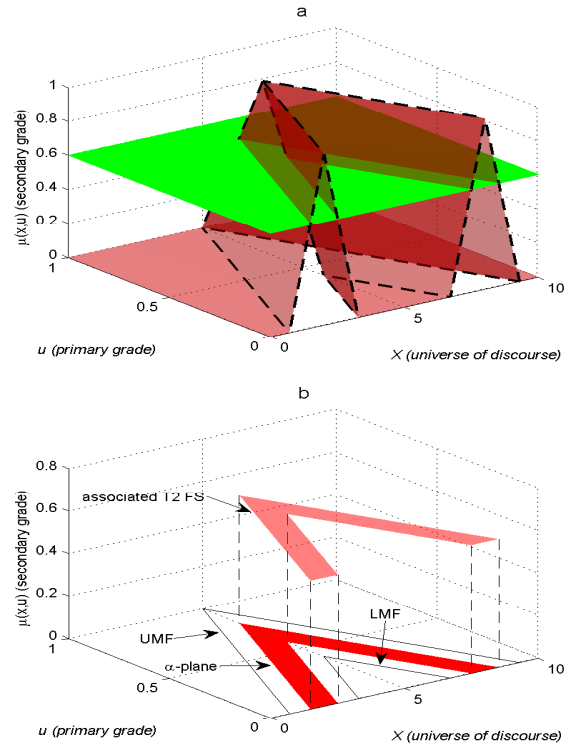 a
1
0.8
0.6
0.4
0.2
0
μ(x,u) (secondary grade)
1
0.5
0
u (primary grade)
0
5
10
X (universe of discourse)
b
0.8
0.6
0.4
0.2
0
μ(x,u) (secondary grade)
associated T2 FS
UMF
α-plane
LMF
1
0.5
0
u (primary grade)
0
5
10
X (universe of discourse)